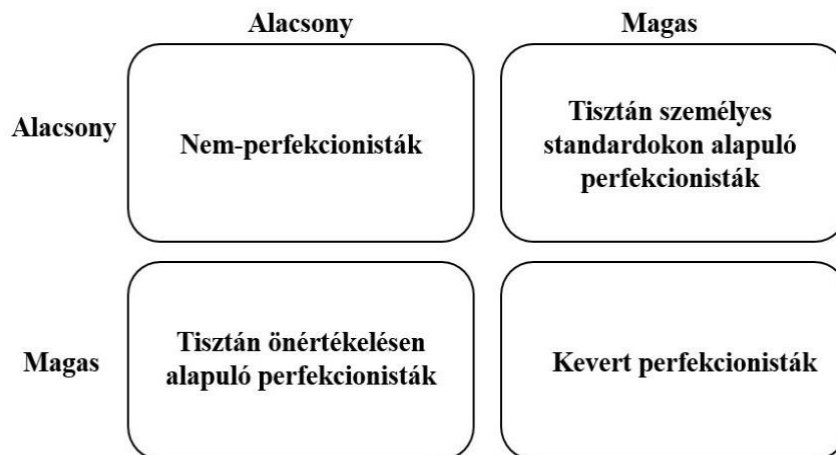 Alacsony
Magas
Alacsony
Nem-perfekcionisták
Tisztán személyes
standardokon alapuló
perfekcionisták
Magas
Tisztán önértékelésen
alapuló perfekcionisták
Kevert perfekcionisták